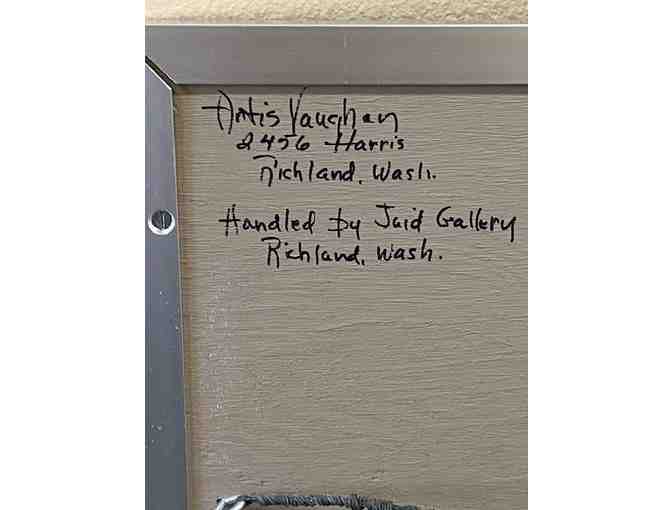 Artis Vaughan
2456 Harris
Richland, Wash.
Handled by Jaid Gallery
Richland, Wash.